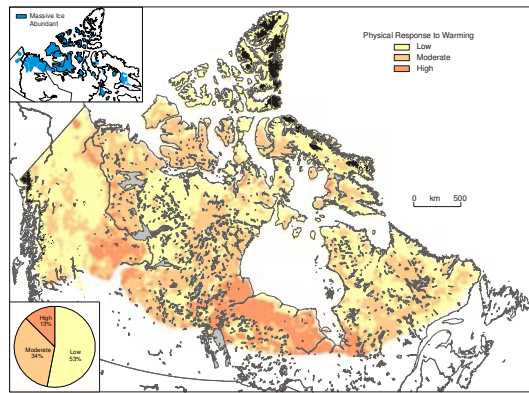 Massive Ice
Abundant
Physical Response to Warming
Low
Moderate
High
0 km 500
High
13%
Moderate
34%
Low
53%